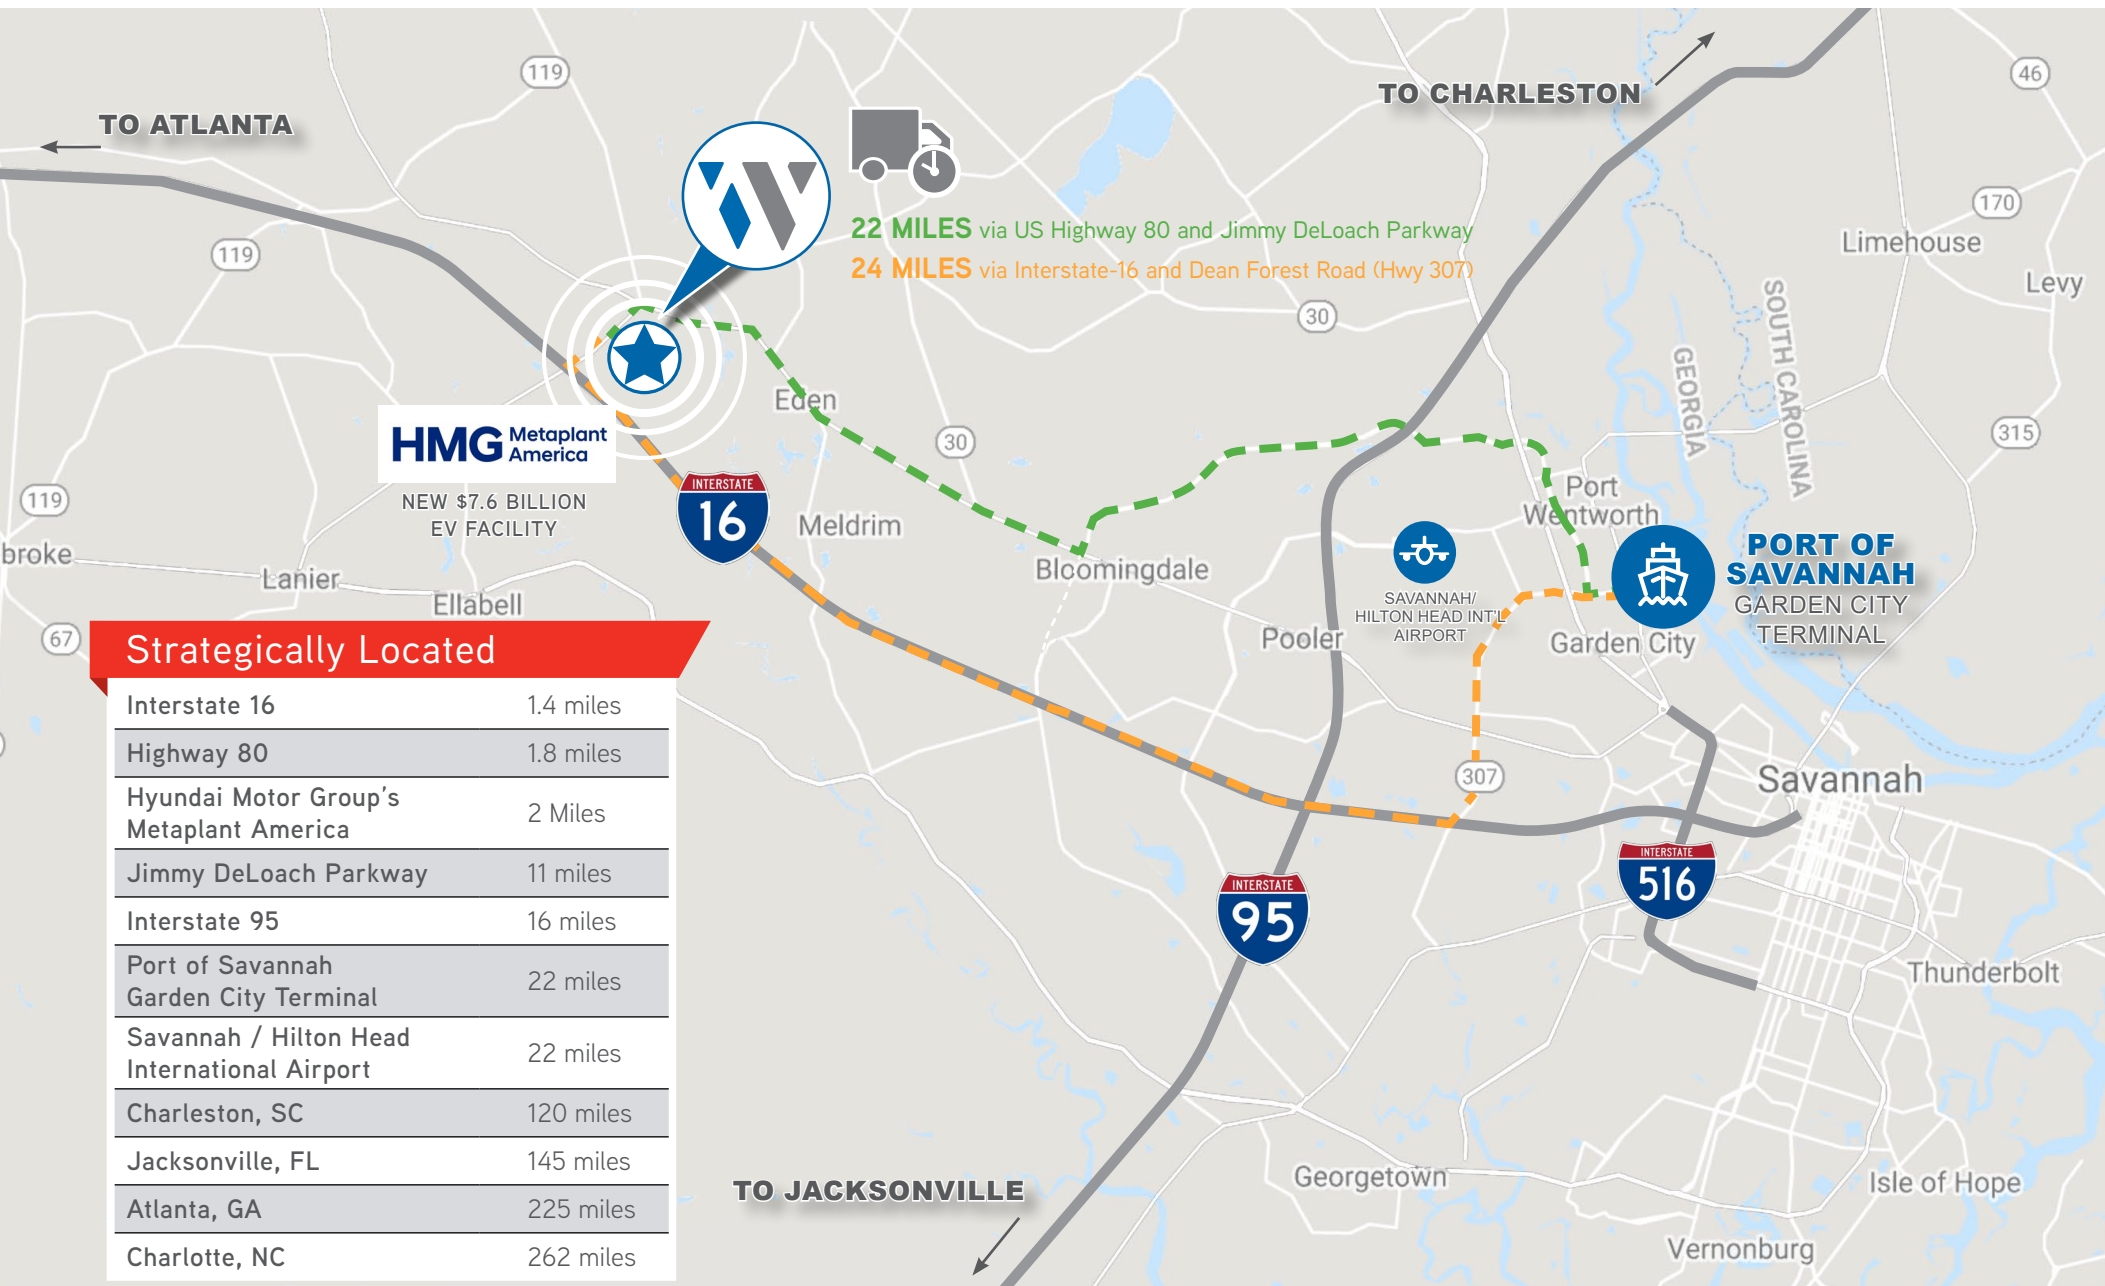 119
46
TO CHARLESTON
TO ATLANTA
170
22 MILES via US Highway 80 and Jimmy DeLoach Parkway
Limehouse
119
24 MILES via Interstate-16 and Dean Forest Road (Hwy 307)
Levy
30
SOUTH CAROLINA
GEORGIA
Eden
HMG Metaplant
America
30
315
NEW $7.6 BILLION
EV FACILITY
119
INTERSTATE
16
Meldrim
Port
Wentworth
broke
Lanier
Ellabell
Bloomingdale
PORT OF
SAVANNAH
GARDEN CITY
TERMINAL
SAVANNAH/
HILTON HEAD INT'L
AIRPORT
Pooler
Garden City
67
Strategically Located
Interstate 16 1.4 miles
Highway 80 1.8 miles
Hyundai Motor Group's
Metaplant America 2 Miles
Jimmy DeLoach Parkway 11 miles
Interstate 95 16 miles
Port of Savannah
Garden City Terminal 22 miles
Savannah / Hilton Head
International Airport 22 miles
Charleston, SC 120 miles
Jacksonville, FL 145 miles
Atlanta, GA 225 miles
Charlotte, NC 262 miles
307
Savannah
INTERSTATE
516
INTERSTATE
95
Thunderbolt
TO JACKSONVILLE
Georgetown
Isle of Hope
Vernonburg